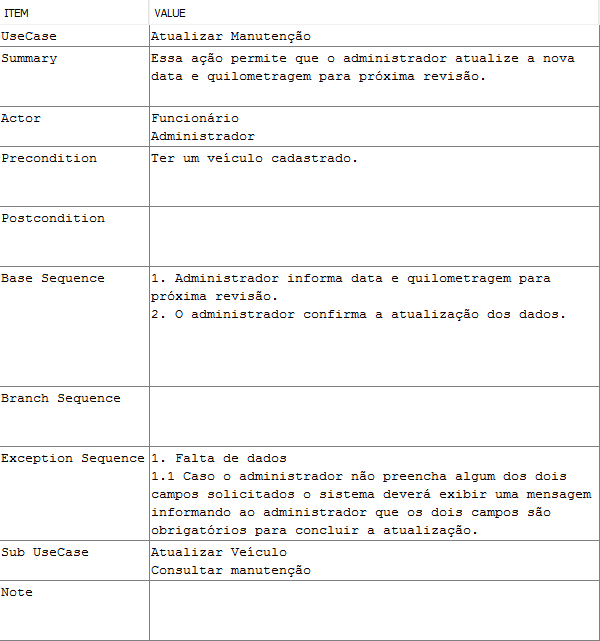 ITEM VALUE
UseCase Atualizar Manutenção
Summary Essa ação permite que o administrador atualize a nova
data e quilometragem para próxima revisão.
Actor Funcionário
Administrador
Precondition Ter um veículo cadastrado.
Postcondition
Base Sequence 1. Administrador informa data e quilometragem para
próxima revisão.
2. O administrador confirma a atualização dos dados.
Branch Sequence
Exception Sequence 1. Falta de dados
1.1 Caso o administrador não preencha algum dos dois
campos solicitados o sistema deverá exibir uma mensagem
informando ao administrador que os dois campos são
obrigatórios para concluir a atualização.
Sub UseCase Atualizar Veículo
Consultar manutenção
Note